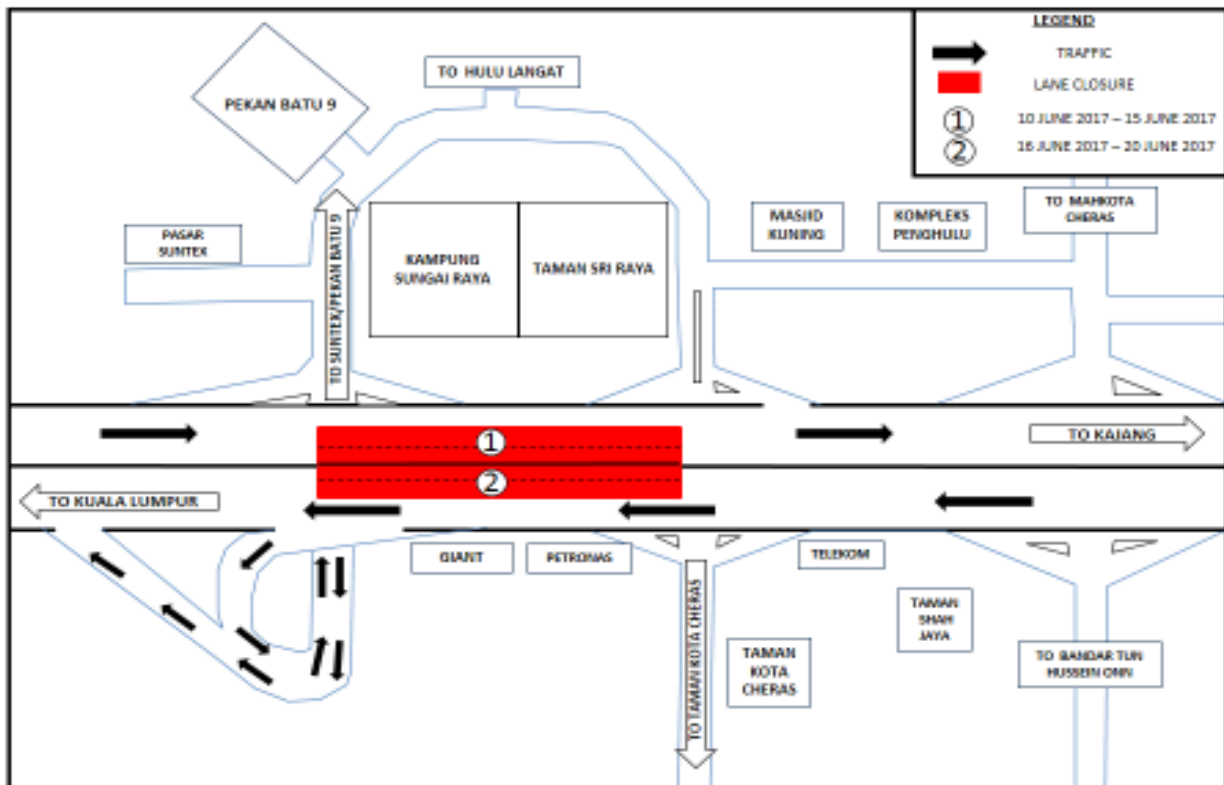 LEGEND
TRAFFIC
LANE CLOSURE
1
10 JUNE 2017 – 15 JUNE 2017
2
16 JUNE 2017 – 20 JUNE 2017
TO HULU LANGAT
PEKAN BATU 9
TO MAHKOTA
CHERAS
MASJID
KUNING
KOMPLEKS
PENGHULU
PASAR
SUNTEX
TO SUNTEX/PEKAN BATU 9
KAMPUNG
SUNGAI RAYA
TAMAN SRI RAYA
1
TO KAJANG
2
TO KUALA LUMPUR
GIANT
PETRONAS
TELEKOM
TO TAMAN KOTA CHERAS
TAMAN
SHAH
JAYA
TAMAN
KOTA
CHERAS
TO BANDAR TUN
HUSSEIN ONN